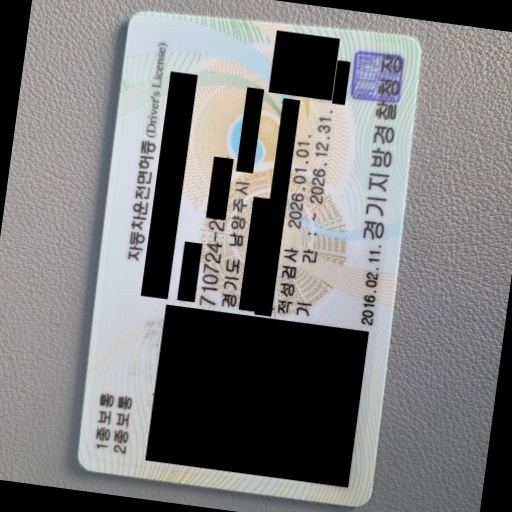 자동차운전면허증 (Driver's License)
1종보통
2종보통
710724-2
경기도 남양주시
적성검사 2026.01.01.
기 간 : ~ 2026.12.31.
2016.02.11. 경기지방경찰청장